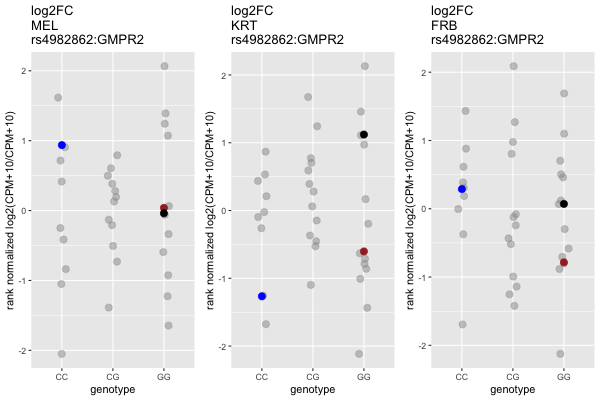 log2FC
MEL
rs4982862:GMPR2
rank normalized log2(CPM+10/CPM+10)
2
1
0
-1
-2
CC
CG
GG
genotype
log2FC
KRT
rs4982862:GMPR2
rank normalized log2(CPM+10/CPM+10)
2
1
0
-1
-2
CC
CG
GG
genotype
log2FC
FRB
rs4982862:GMPR2
rank normalized log2(CPM+10/CPM+10)
2
1
0
-1
-2
CC
CG
GG
genotype